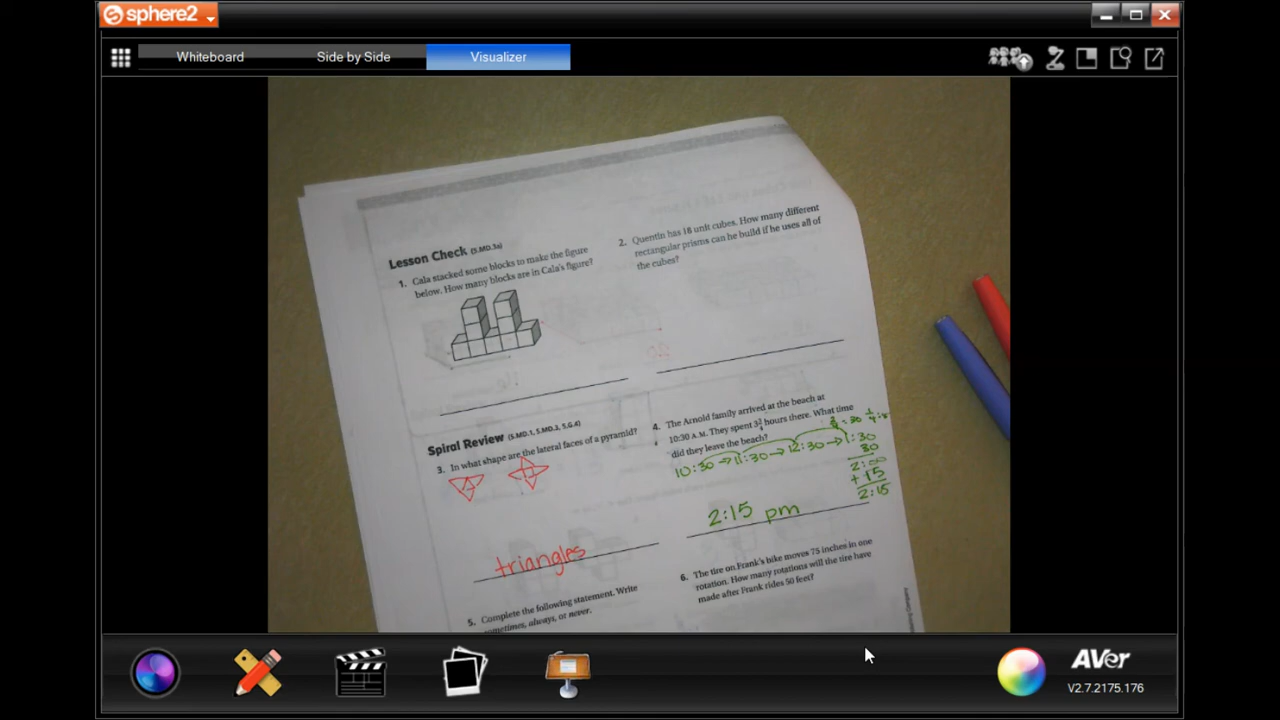 sphere2
Whiteboard
Side by Side
Visualizer
Lesson Check (5.MD.3a)
1. Cala stacked some blocks to make the figure
below. How many blocks are in Cala's figure?
2. Quentin has 18 unit cubes. How many different
rectangular prisms can he build if he uses all of
the cubes?
Spiral Review (5.MD.1, 5.MD.3, 5.G.4)
3. In what shape are the lateral faces of a pyramid?
triangles
4. The Arnold family arrived at the beach at
10:30 A.M. They spent 3 3/4 hours there. What time
did they leave the beach?
10:30 → 11:30 → 12:30 → 1:30
30
2:00
+ 15
2:15
2:15 pm
5. Complete the following statement. Write
sometimes, always, or never.
6. The tire on Frank's bike moves 75 inches in one
rotation. How many rotations will the tire have
made after Frank rides 50 feet?
AVer
V2.7.2175.176